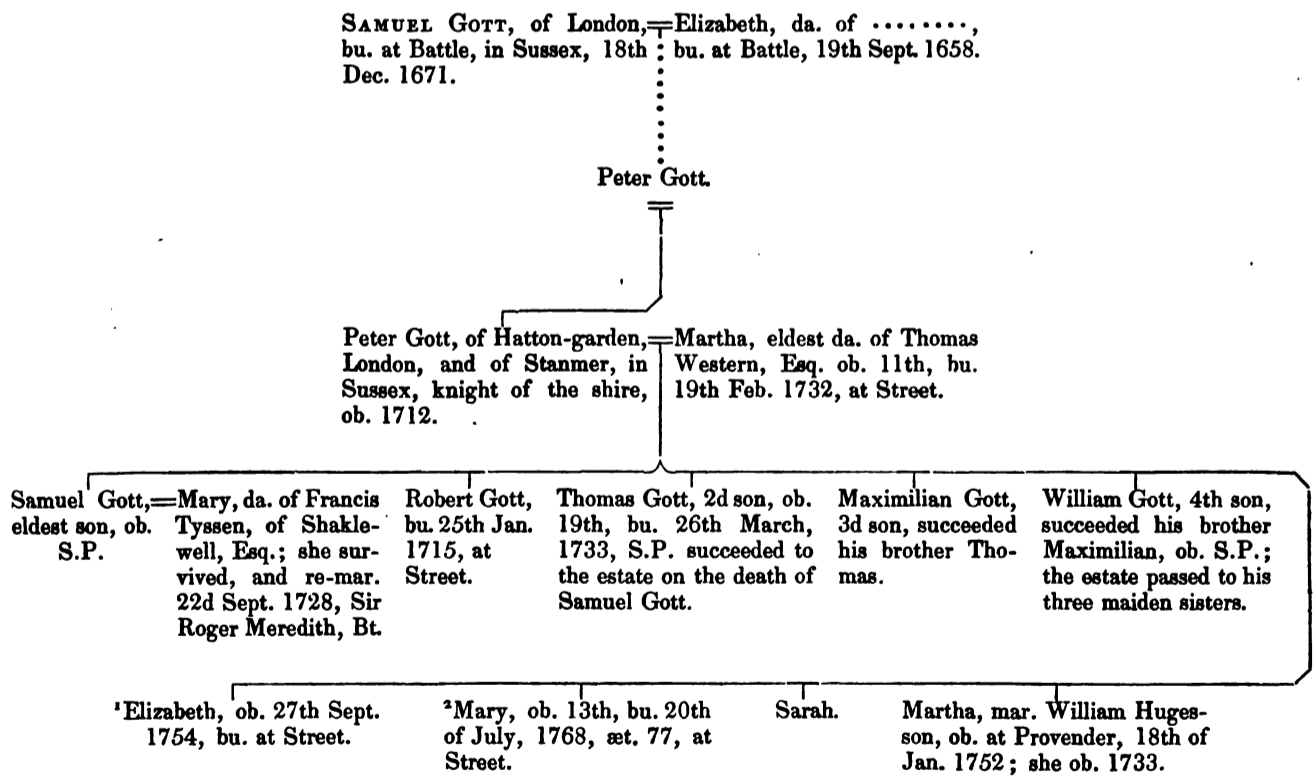 SAMUEL GOTT, of London,
bu. at Battle, in Sussex, 18th
Dec. 1671.
Elizabeth, da. of ........,
bu. at Battle, 19th Sept. 1658.
Peter Gott.
Peter Gott, of Hatton-garden,
London, and of Stanmer, in
Sussex, knight of the shire,
ob. 1712.
Martha, eldest da. of Thomas
Western, Esq. ob. 11th, bu.
19th Feb. 1732, at Street.
Samuel Gott,
eldest son, ob.
S.P.
Mary, da. of Francis
Tyssen, of Shakle-
well, Esq.; she sur-
vived, and re-mar.
22d Sept. 1728, Sir
Roger Meredith, Bt.
Robert Gott,
bu. 25th Jan.
1715, at
Street.
Thomas Gott, 2d son, ob.
19th, bu. 26th March,
1733, S.P. succeeded to
the estate on the death of
Samuel Gott.
Maximilian Gott,
3d son, succeeded
his brother Tho-
mas.
William Gott, 4th son,
succeeded his brother
Maximilian, ob. S.P.;
the estate passed to his
three maiden sisters.
¹Elizabeth, ob. 27th Sept.
1754, bu. at Street.
²Mary, ob. 13th, bu. 20th
of July, 1768, æt. 77, at
Street.
Sarah.
Martha, mar. William Huges-
son, ob. at Provender, 18th of
Jan. 1752; she ob. 1733.